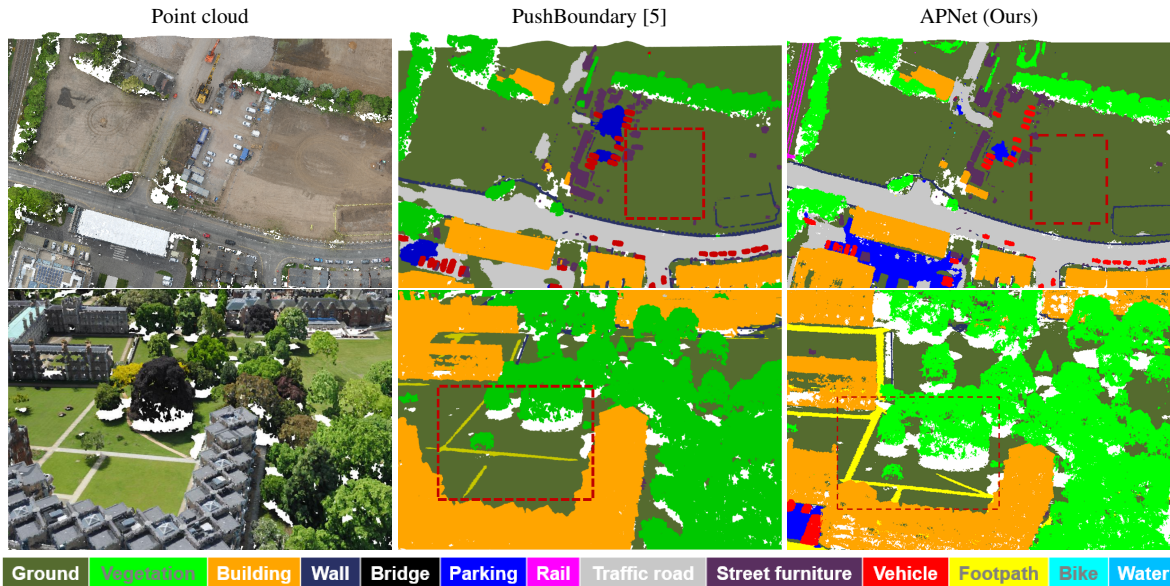 Point cloud PushBoundary [5] APNet (Ours)
Ground Vegetation Building Wall Bridge Parking Rail Traffic road Street furniture Vehicle Footpath Bike Water